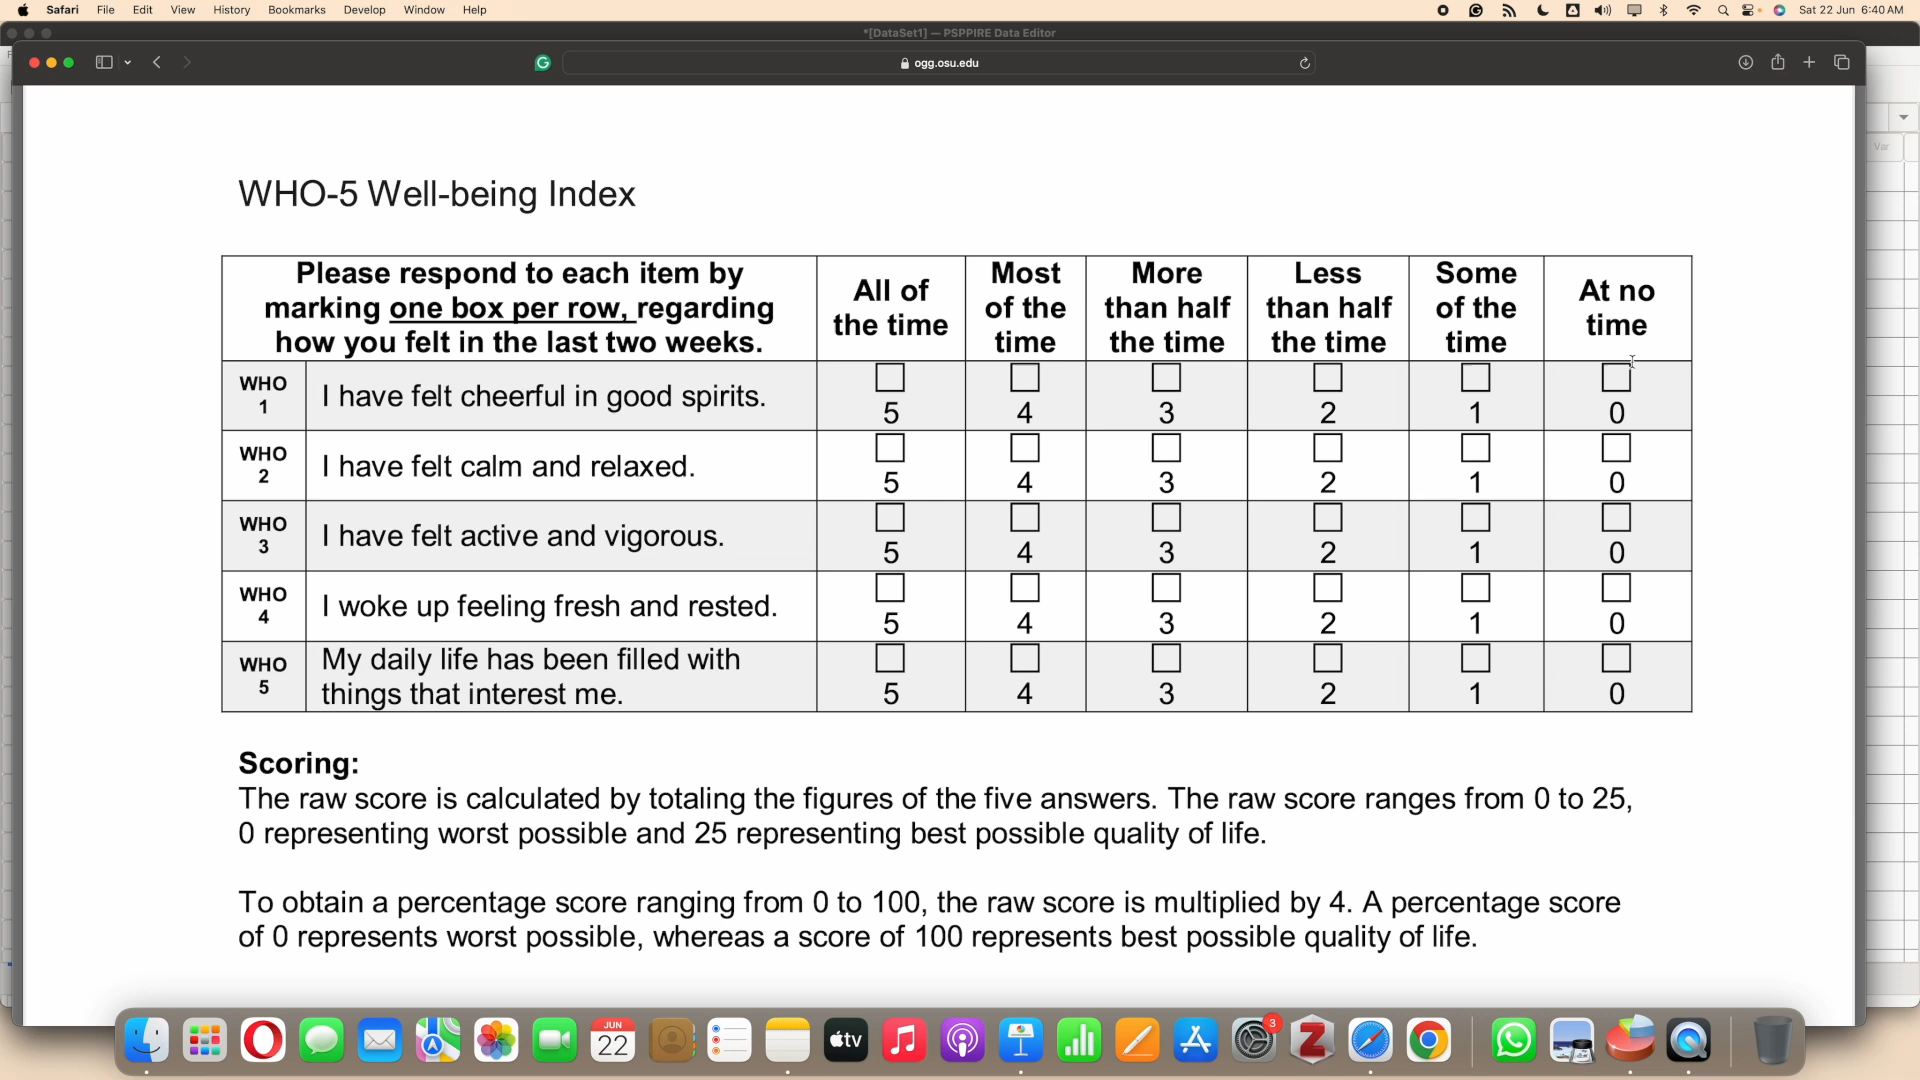 Safari File Edit View History Bookmarks Develop Window Help Sat 22 Jun 6:40 AM
*[DataSet1] — PSPPIRE Data Editor
ogg.osu.edu
Var
WHO-5 Well-being Index
Please respond to each item by
marking one box per row, regarding
how you felt in the last two weeks.
All of
the time
Most
of the
time
More
than half
the time
Less
than half
the time
Some
of the
time
At no
time
WHO
1
I have felt cheerful in good spirits.
5 4 3 2 1 0
WHO
2
I have felt calm and relaxed.
5 4 3 2 1 0
WHO
3
I have felt active and vigorous.
5 4 3 2 1 0
WHO
4
I woke up feeling fresh and rested.
5 4 3 2 1 0
WHO
5
My daily life has been filled with
things that interest me.
5 4 3 2 1 0
Scoring:
The raw score is calculated by totaling the figures of the five answers. The raw score ranges from 0 to 25,
0 representing worst possible and 25 representing best possible quality of life.
To obtain a percentage score ranging from 0 to 100, the raw score is multiplied by 4. A percentage score
of 0 represents worst possible, whereas a score of 100 represents best possible quality of life.
JUN
22
tv
3
Z